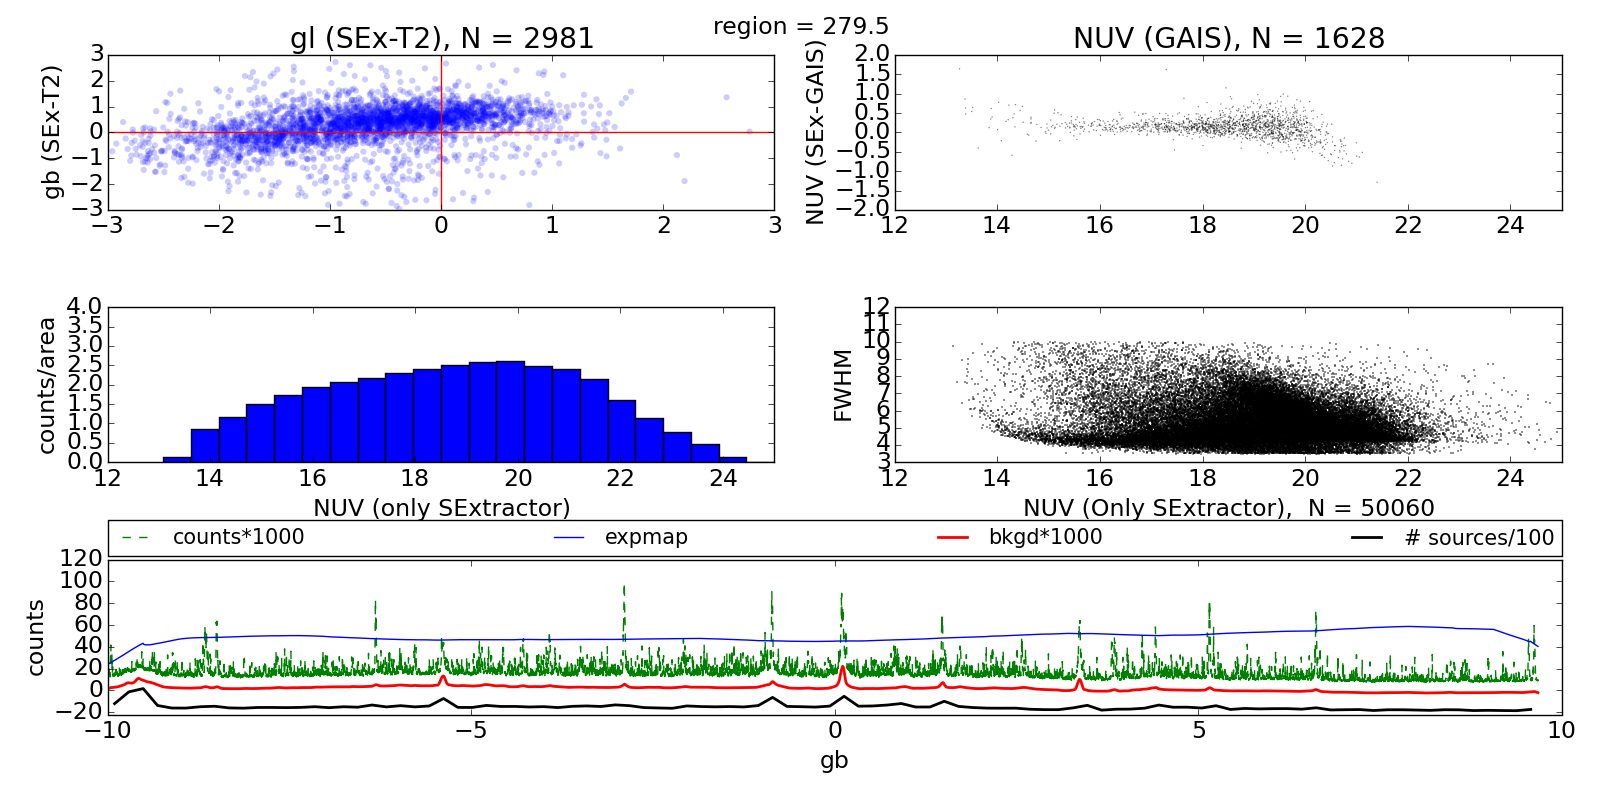 region = 279.5
gl (SEx-T2), N = 2981
NUV (GAIS), N = 1628
gb (SEx-T2)
3
2
1
0
−1
−2
−3
−3 −2 −1 0 1 2 3
NUV (SEx-GAIS)
2.0
1.5
1.0
0.5
0.0
−0.5
−1.0
−1.5
−2.0
12 14 16 18 20 22 24
counts/area
4.0
3.5
3.0
2.5
2.0
1.5
1.0
0.5
0.0
12 14 16 18 20 22 24
NUV (only SExtractor)
FWHM
12
11
10
9
8
7
6
5
4
3
12 14 16 18 20 22 24
NUV (Only SExtractor), N = 50060
counts*1000 expmap bkgd*1000 # sources/100
counts
120
100
80
60
40
20
0
−20
−10 −5 0 5 10
gb